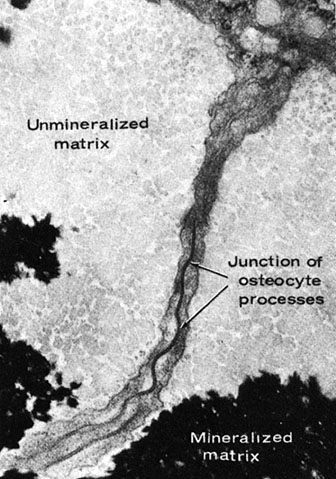 Unmineralized
matrix
Junction of
osteocyte
processes
Mineralized
matrix